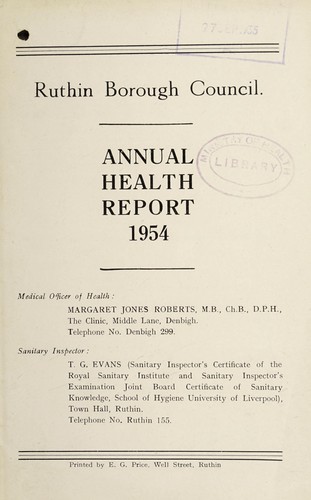 Ruthin Borough Council.
ANNUAL
HEALTH
REPORT
1954
MINISTRY OF HEALTH
LIBRARY
Medical Officer of Health :
MARGARET JONES ROBERTS, M.B., Ch.B., D.P.H.,
The Clinic, Middle Lane, Denbigh.
Telephone No. Denbigh 299.
Sanitary Inspector :
T. G. EVANS (Sanitary Inspector's Certificate of the
Royal Sanitary Institute and Sanitary Inspector's
Examination Joint Board Certificate of Sanitary
Knowledge, School of Hygiene University of Liverpool),
Town Hall, Ruthin.
Telephone No. Ruthin 155.
Printed by E. G. Price, Well Street, Ruthin